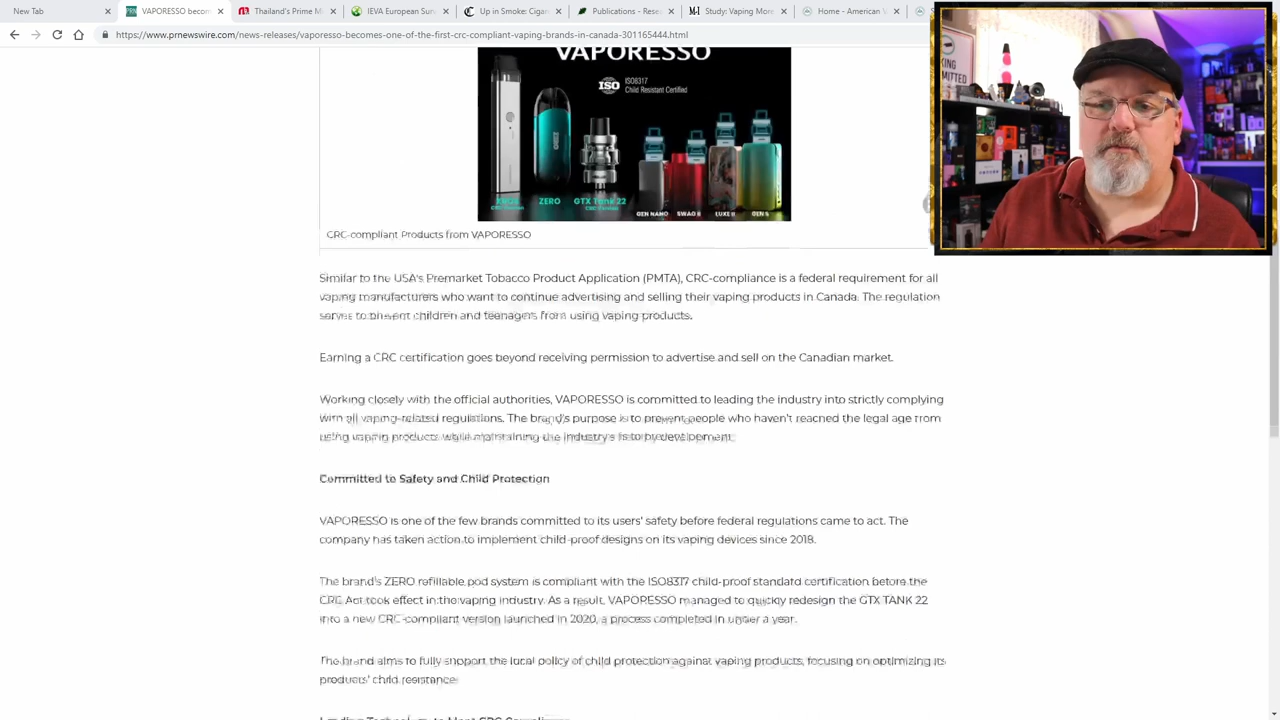 New Tab
VAPORESSO becom
Thailand's Prime M
IEVA European Sur
Up in Smoke: Cigar
Publications - Rese
Study: Vaping More
Home - American V
https://www.prnewswire.com/news-releases/vaporesso-becomes-one-of-the-first-crc-compliant-vaping-brands-in-canada-301165444.html
VAPORESSO
ISO ISO8317
Child Resistant Certified
ZERO
GTX Tank 22
GEN NANO
SWAG II
LUXE II
GEN S
CRC-compliant Products from VAPORESSO
Similar to the USA's Premarket Tobacco Product Application (PMTA), CRC-compliance is a federal requirement for all
vaping manufacturers who want to continue advertising and selling their vaping products in Canada. The regulation
serves to prevent children and teenagers from using vaping products.
Earning a CRC certification goes beyond receiving permission to advertise and sell on the Canadian market.
Working closely with the official authorities, VAPORESSO is committed to leading the industry into strictly complying
with all vaping-related regulations. The brand's purpose is to prevent people who haven't reached the legal age from
using vaping products while maintaining the industry's history development.
Committed to Safety and Child Protection
VAPORESSO is one of the few brands committed to its users' safety before federal regulations came to act. The
company has taken action to implement child-proof designs on its vaping devices since 2018.
The brand's ZERO refillable pod system is compliant with the ISO8317 child-proof standard certification before the
CRC Act took effect in the vaping industry. As a result, VAPORESSO managed to quickly redesign the GTX TANK 22
into a new CRC-compliant version launched in 2020, a process completed in under a year.
The brand aims to fully support the local policy of child protection against vaping products, focusing on optimizing its
products' child resistance.
Leading Technology to Meet CRC Compliance